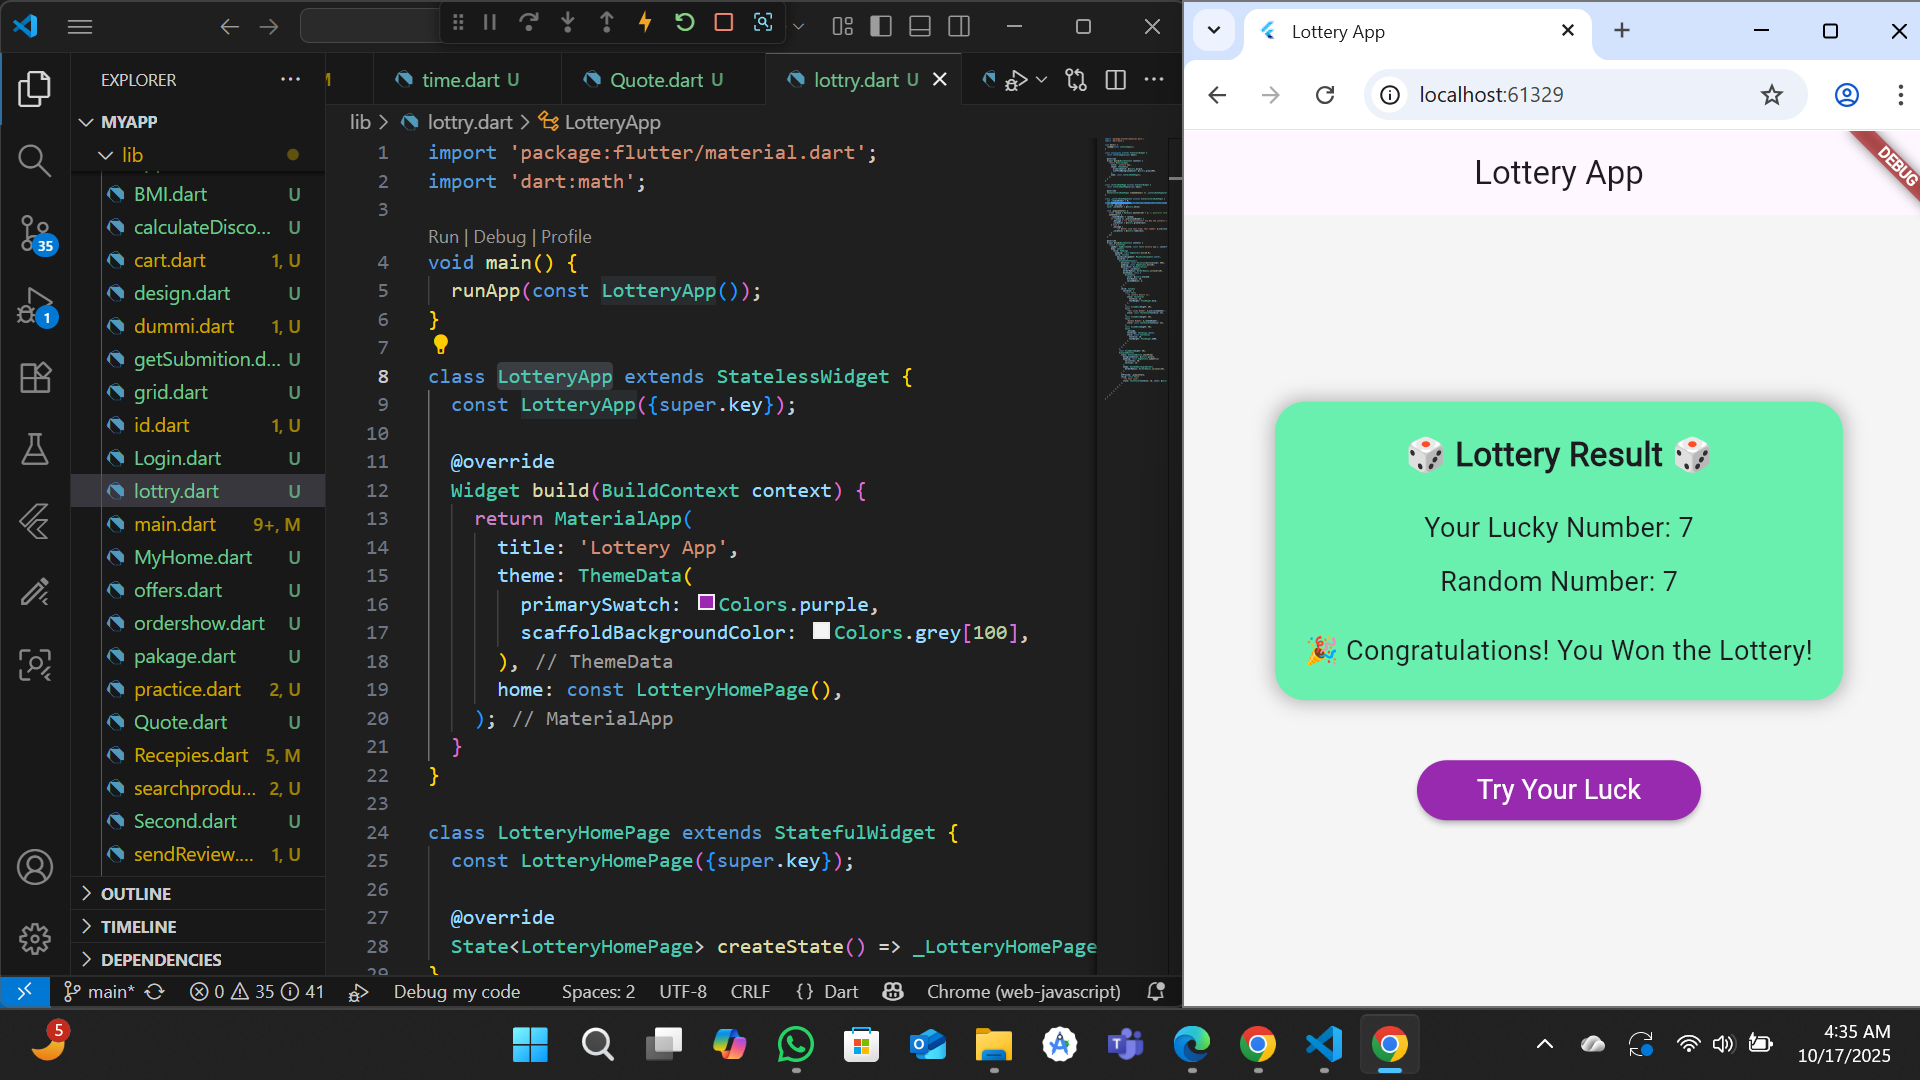 EXPLORER
MYAPP
lib
BMI.dart U
calculateDisco... U
cart.dart 1, U
design.dart U
dummi.dart 1, U
getSubmition.d... U
grid.dart U
id.dart 1, U
Login.dart U
lottry.dart U
main.dart 9+, M
MyHome.dart U
offers.dart U
ordershow.dart U
pakage.dart U
practice.dart 2, U
Quote.dart U
Recepies.dart 5, M
searchprodu... 2, U
Second.dart U
sendReview.... 1, U
OUTLINE
TIMELINE
DEPENDENCIES
35
1
time.dart U
Quote.dart U
lottry.dart U
lib > lottry.dart > LotteryApp
1 import 'package:flutter/material.dart';
2 import 'dart:math';
3
Run | Debug | Profile
4 void main() {
5 runApp(const LotteryApp());
6 }
7
8 class LotteryApp extends StatelessWidget {
9 const LotteryApp({super.key});
10
11 @override
12 Widget build(BuildContext context) {
13 return MaterialApp(
14 title: 'Lottery App',
15 theme: ThemeData(
16 primarySwatch: Colors.purple,
17 scaffoldBackgroundColor: Colors.grey[100],
18 ), // ThemeData
19 home: const LotteryHomePage(),
20 ); // MaterialApp
21 }
22 }
23
24 class LotteryHomePage extends StatefulWidget {
25 const LotteryHomePage({super.key});
26
27 @override
28 State<LotteryHomePage> createState() => _LotteryHomePage
29 }
main* 0 35 41 Debug my code Spaces: 2 UTF-8 CRLF {} Dart Chrome (web-javascript)
Lottery App
localhost:61329
Lottery App
DEBUG
🎲 Lottery Result 🎲
Your Lucky Number: 7
Random Number: 7
🎉 Congratulations! You Won the Lottery!
Try Your Luck
5
4:35 AM
10/17/2025